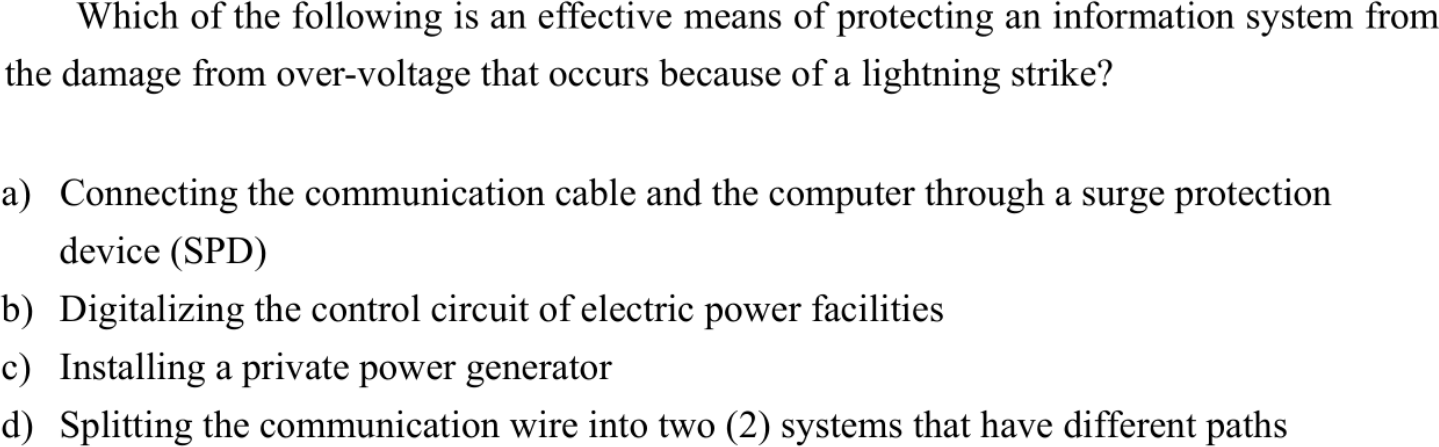 Which of the following is an effective means of protecting an information system from
the damage from over-voltage that occurs because of a lightning strike?
a) Connecting the communication cable and the computer through a surge protection
device (SPD)
b) Digitalizing the control circuit of electric power facilities
c) Installing a private power generator
d) Splitting the communication wire into two (2) systems that have different paths